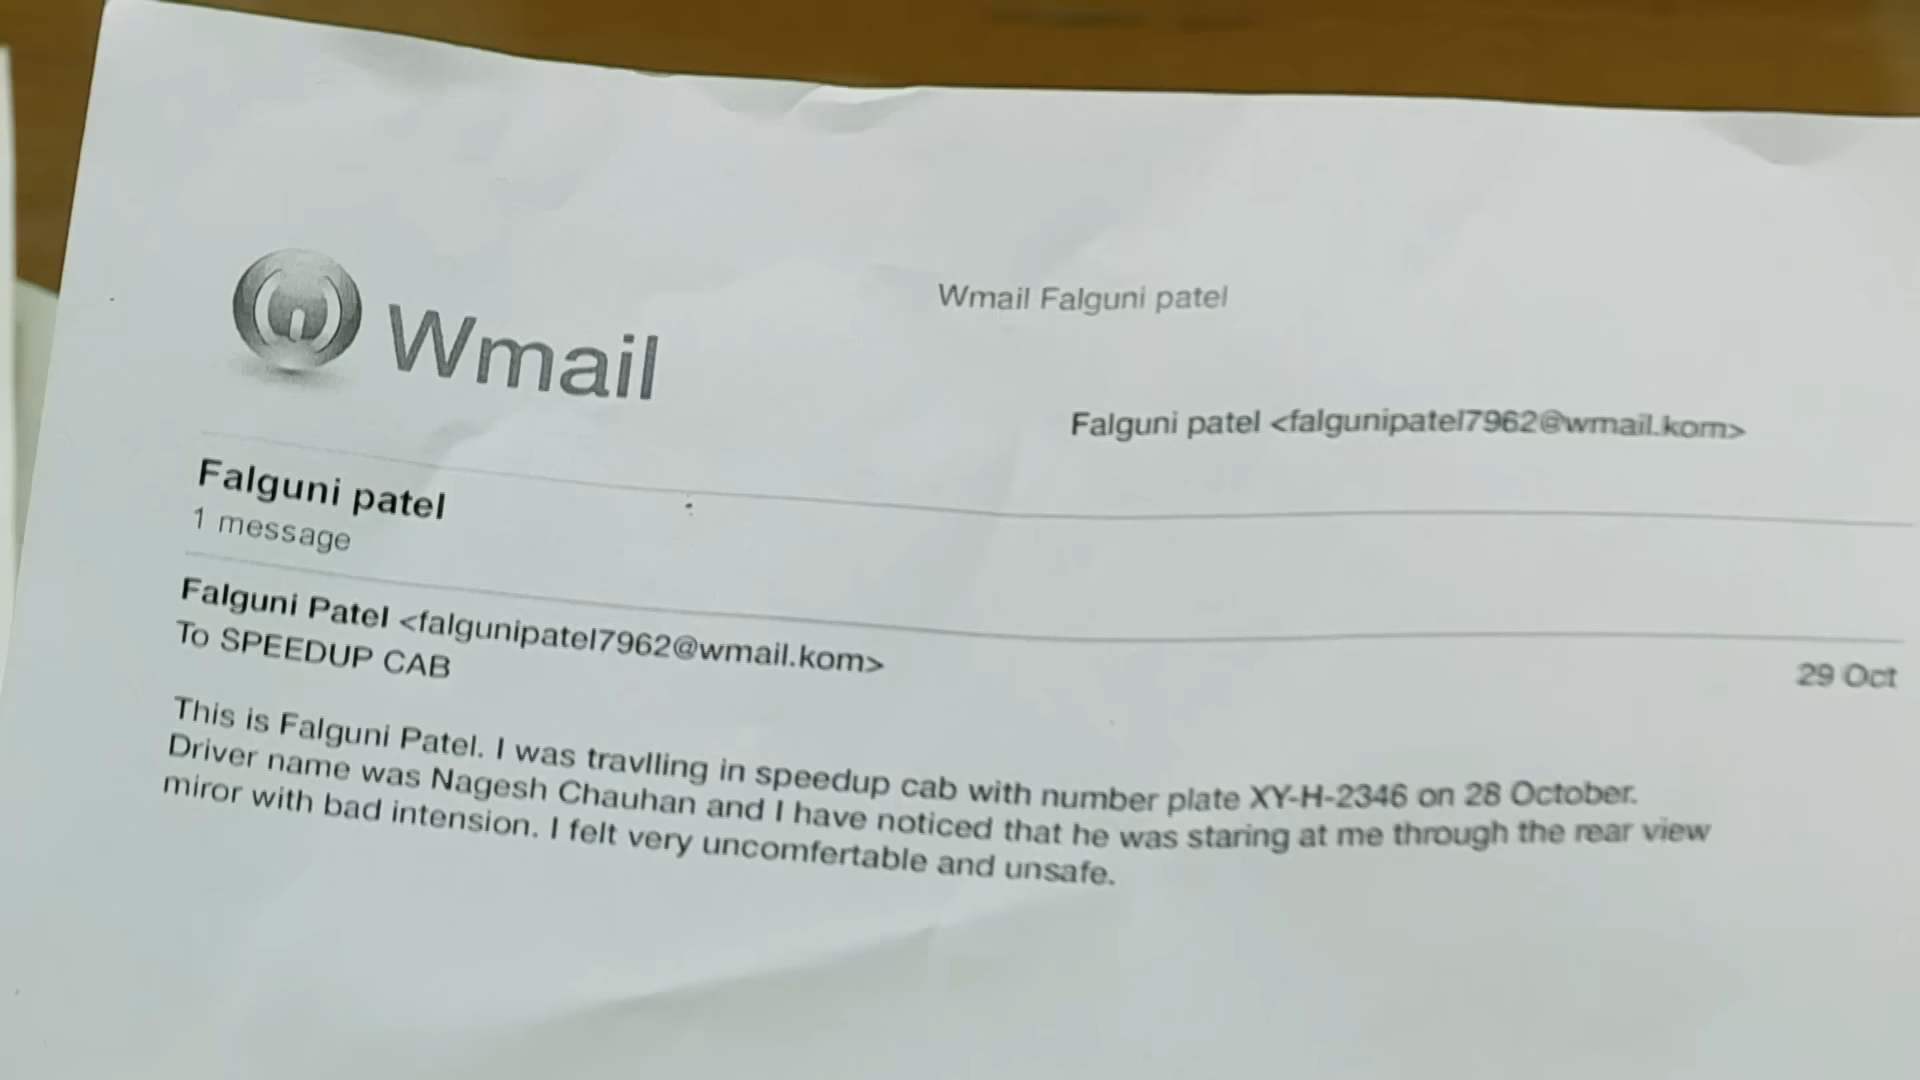 Wmail
Wmail Falguni patel
Falguni patel <falgunipatel7962@wmail.kom>
Falguni patel
1 message
Falguni Patel <falgunipatel7962@wmail.kom>
To SPEEDUP CAB
29 Oct
This is Falguni Patel. I was travlling in speedup cab with number plate XY-H-2346 on 28 October.
Driver name was Nagesh Chauhan and I have noticed that he was staring at me through the rear view
miror with bad intension. I felt very uncomfertable and unsafe.